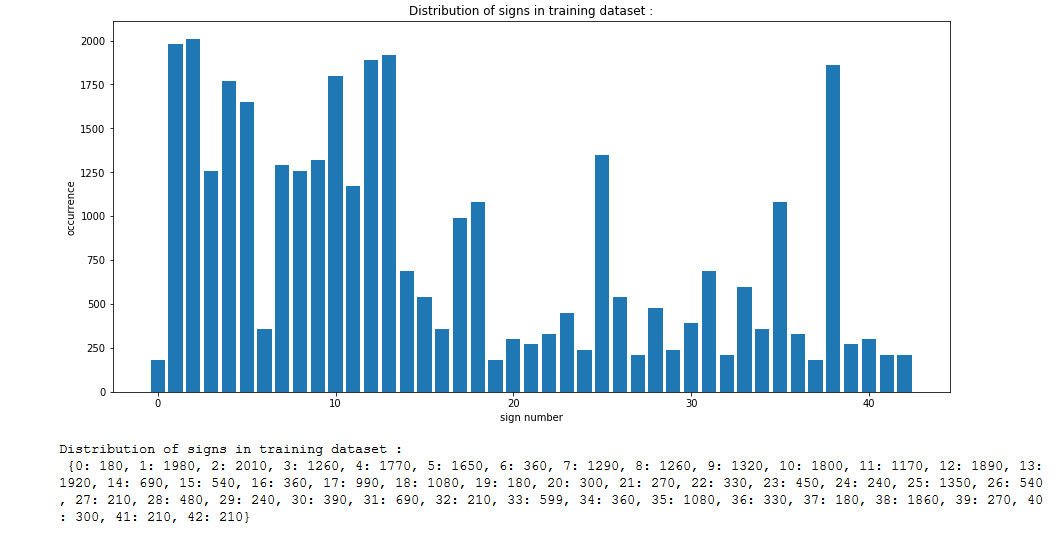 Distribution of signs in training dataset :
2000
1750
1500
1250
1000
750
500
250
0
occurrence
0 10 20 30 40
sign number
Distribution of signs in training dataset :
{0: 180, 1: 1980, 2: 2010, 3: 1260, 4: 1770, 5: 1650, 6: 360, 7: 1290, 8: 1260, 9: 1320, 10: 1800, 11: 1170, 12: 1890, 13:
1920, 14: 690, 15: 540, 16: 360, 17: 990, 18: 1080, 19: 180, 20: 300, 21: 270, 22: 330, 23: 450, 24: 240, 25: 1350, 26: 540
, 27: 210, 28: 480, 29: 240, 30: 390, 31: 690, 32: 210, 33: 599, 34: 360, 35: 1080, 36: 330, 37: 180, 38: 1860, 39: 270, 40
: 300, 41: 210, 42: 210}